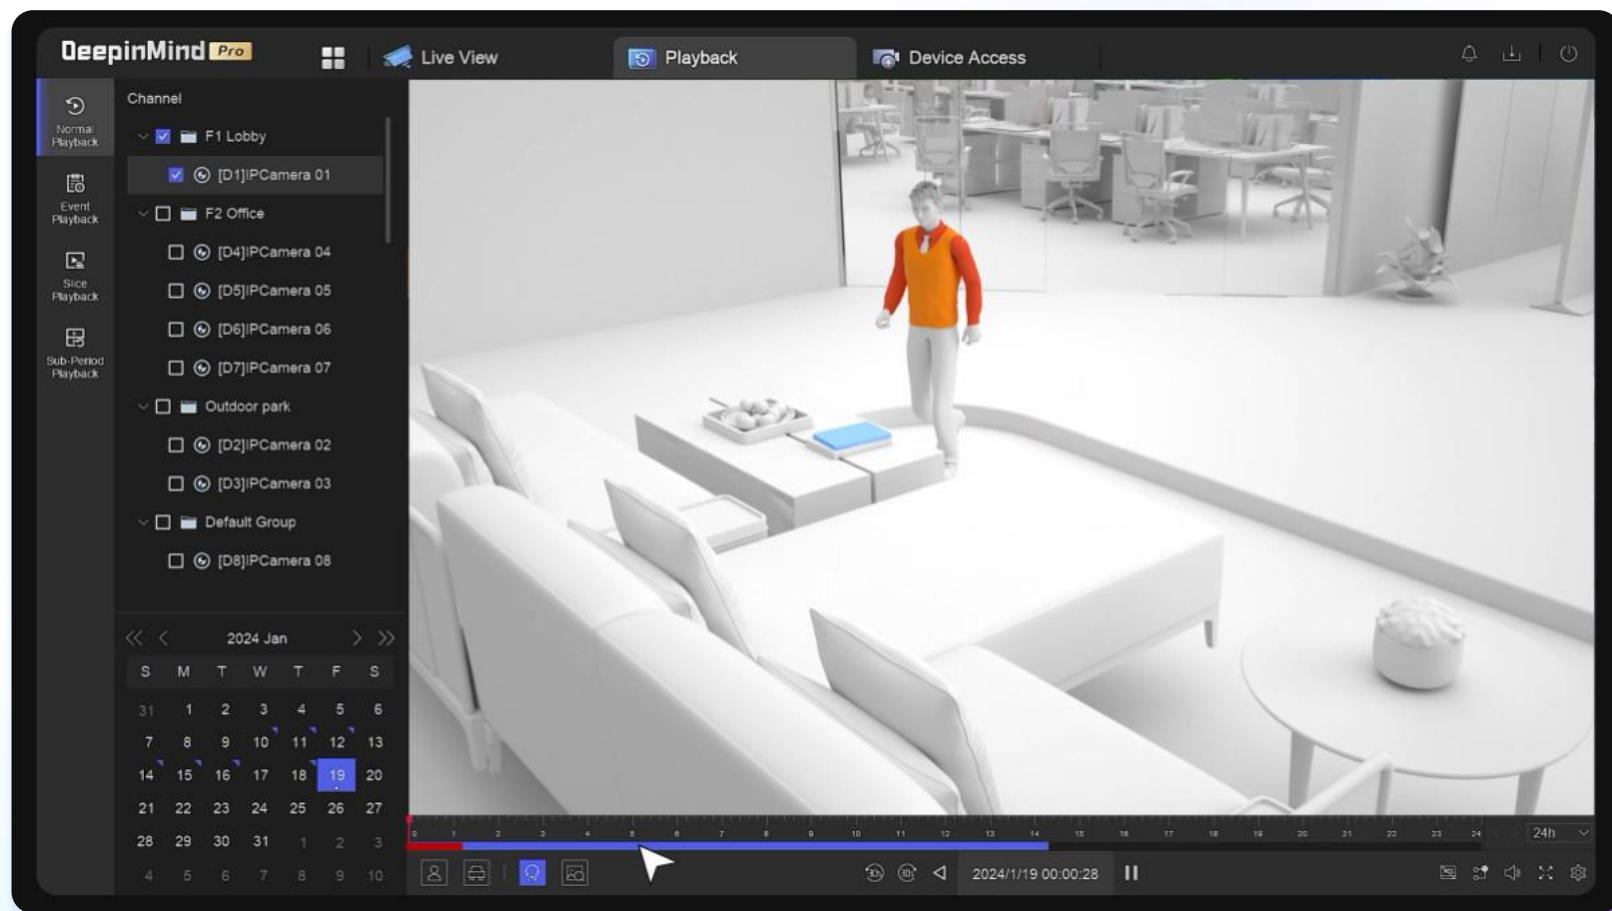 DeepinMind Pro
Live View
Playback
Device Access
Normal
Playback
Event
Playback
Slice
Playback
Sub-Period
Playback
Channel
F1 Lobby
[D1]IPCamera 01
F2 Office
[D4]IPCamera 04
[D5]IPCamera 05
[D6]IPCamera 06
[D7]IPCamera 07
Outdoor park
[D2]IPCamera 02
[D3]IPCamera 03
Default Group
[D8]IPCamera 08
2024 Jan
S M T W T F S
31 1 2 3 4 5 6
7 8 9 10 11 12 13
14 15 16 17 18 19 20
21 22 23 24 25 26 27
28 29 30 31 1 2 3
4 5 6 7 8 9 10
0 1 2 3 4 5 6 7 8 9 10 11 12 13 14 15 16 17 18 19 20 21 22 23 24
24h
30s 30s
2024/1/19 00:00:28